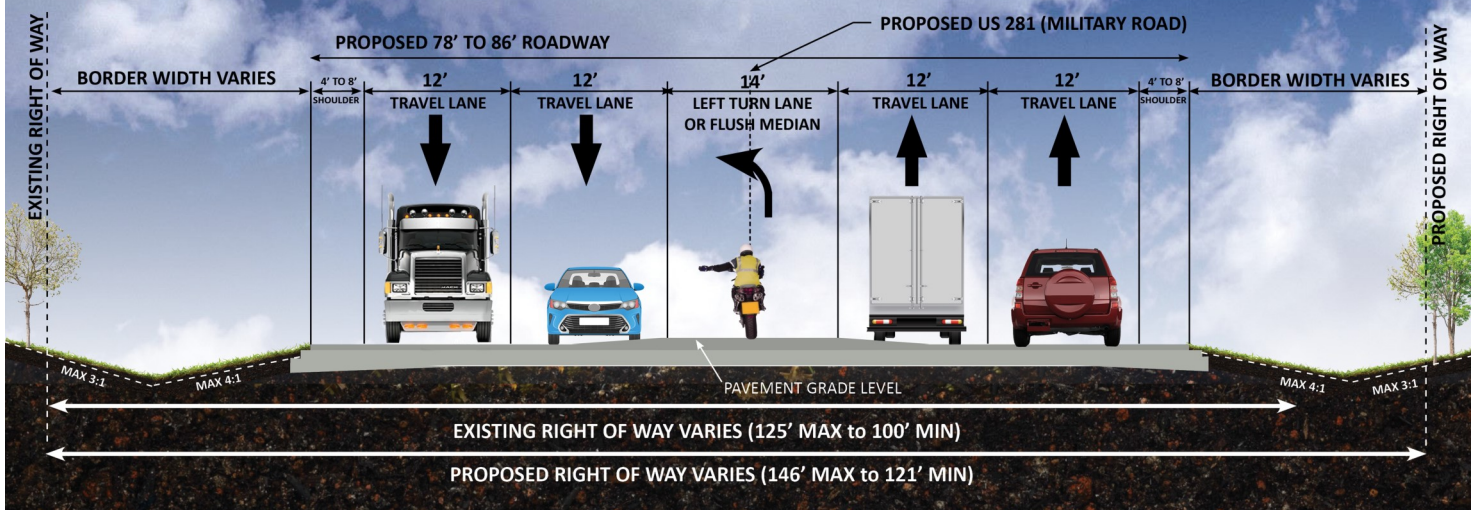 PROPOSED US 281 (MILITARY ROAD)
PROPOSED 78’ TO 86’ ROADWAY
EXISTING RIGHT OF WAY
BORDER WIDTH VARIES
4’ TO 8’
SHOULDER
12’
TRAVEL LANE
12’
TRAVEL LANE
14’
LEFT TURN LANE
OR FLUSH MEDIAN
12’
TRAVEL LANE
12’
TRAVEL LANE
4’ TO 8’
SHOULDER
BORDER WIDTH VARIES
PROPOSED RIGHT OF WAY
MAX 3:1
MAX 4:1
PAVEMENT GRADE LEVEL
MAX 4:1
MAX 3:1
EXISTING RIGHT OF WAY VARIES (125’ MAX to 100’ MIN)
PROPOSED RIGHT OF WAY VARIES (146’ MAX to 121’ MIN)